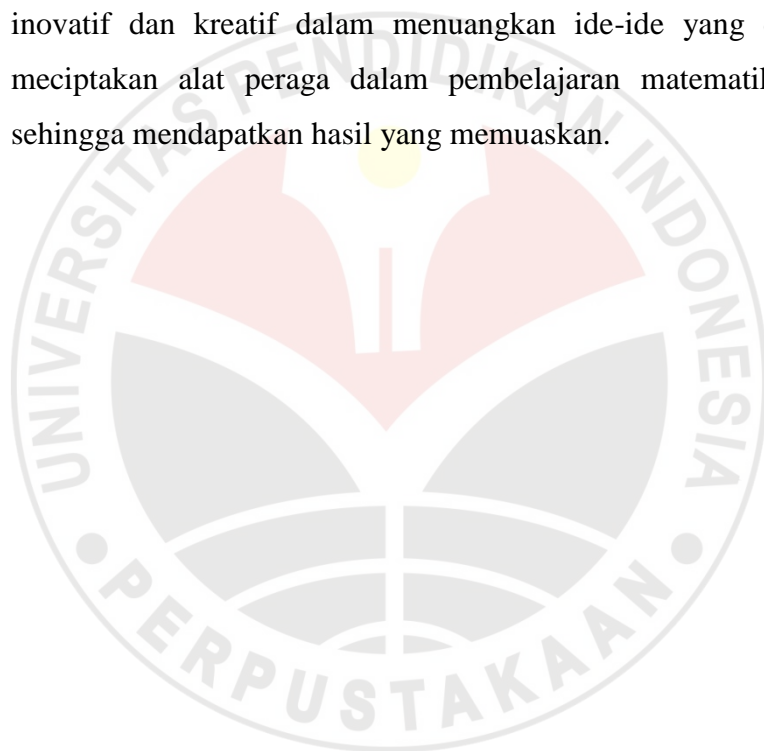 inovatif dan kreatif dalam menuangkan ide-ide yang
meciptakan alat peraga dalam pembelajaran
sehingga mendapatkan hasil yang memuaskan.
UNIVERSITAS PENDIDIKAN INDONESIA
PERPUSTAKAAN